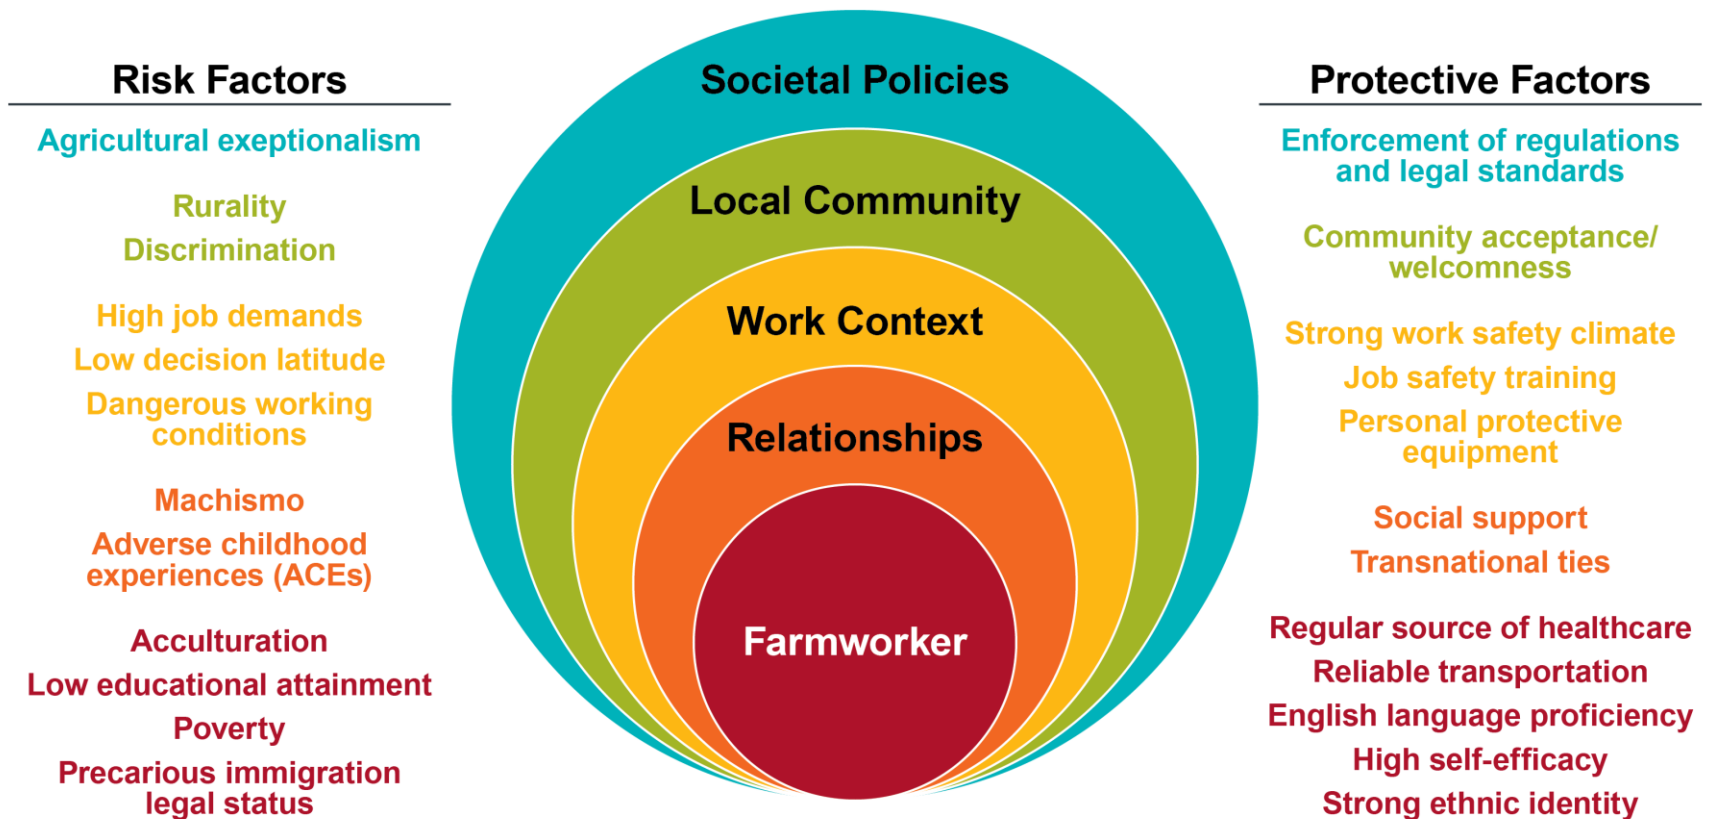 Risk Factors
Agricultural exeptionalism
Rurality
Discrimination
High job demands
Low decision latitude
Dangerous working
conditions
Machismo
Adverse childhood
experiences (ACEs)
Acculturation
Low educational attainment
Poverty
Precarious immigration
legal status
Societal Policies
Local Community
Work Context
Relationships
Farmworker
Protective Factors
Enforcement of regulations
and legal standards
Community acceptance/
welcomness
Strong work safety climate
Job safety training
Personal protective
equipment
Social support
Transnational ties
Regular source of healthcare
Reliable transportation
English language proficiency
High self-efficacy
Strong ethnic identity